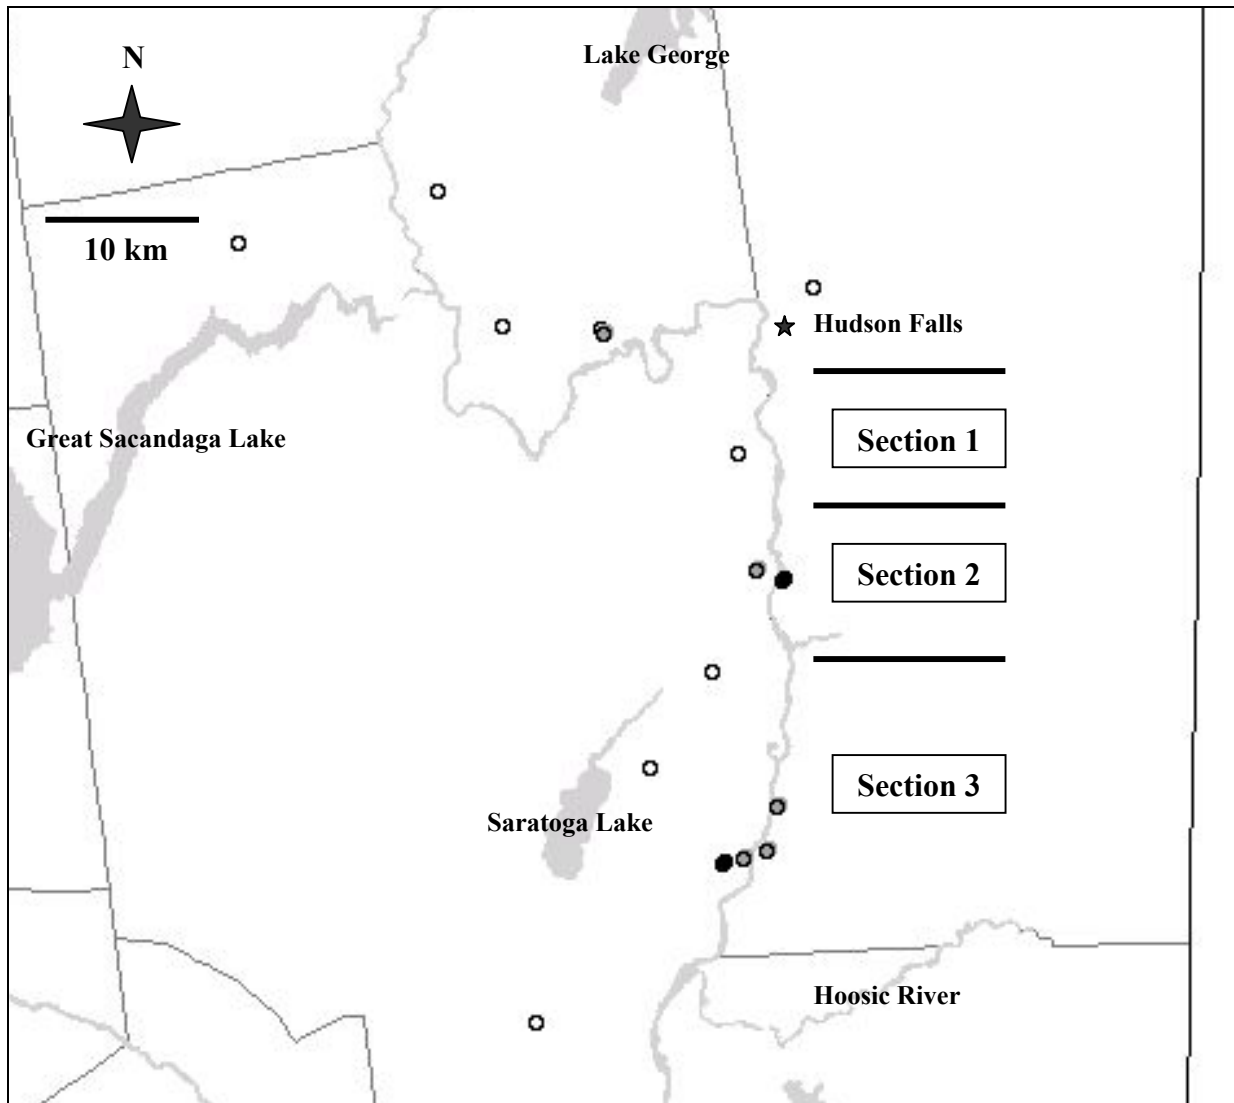 Lake George
N
10 km
Hudson Falls
Great Sacandaga Lake
Section 1
Section 2
Section 3
Saratoga Lake
Hoosic River